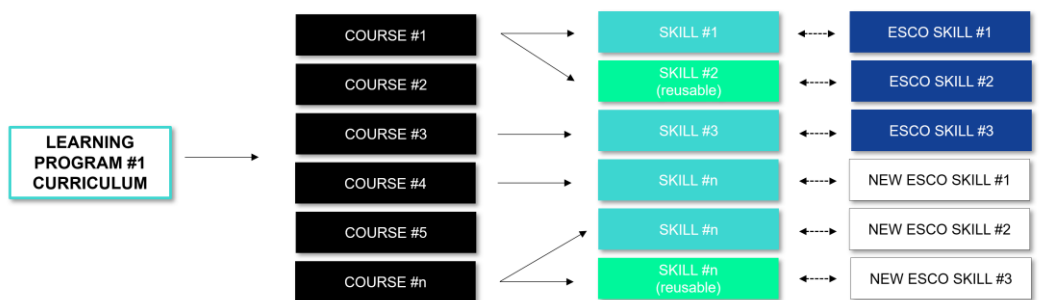 LEARNING
PROGRAM #1
CURRICULUM
COURSE #1
COURSE #2
COURSE #3
COURSE #4
COURSE #5
COURSE #n
SKILL #1
SKILL #2
(reusable)
SKILL #3
SKILL #n
SKILL #n
SKILL #n
(reusable)
ESCO SKILL #1
ESCO SKILL #2
ESCO SKILL #3
NEW ESCO SKILL #1
NEW ESCO SKILL #2
NEW ESCO SKILL #3